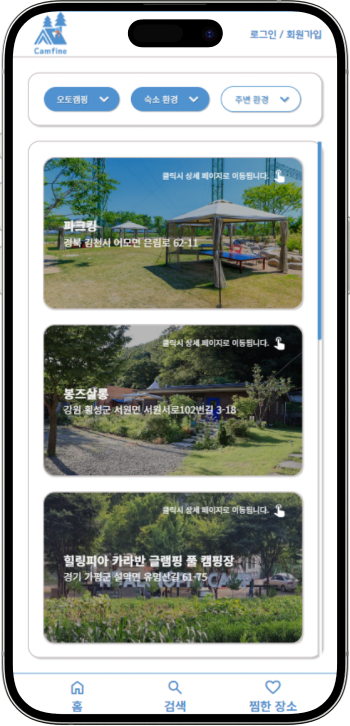 Camfine
로그인 / 회원가입
오토캠핑
숙소 환경
주변 환경
클릭시 상세 페이지로 이동됩니다.
파크킹
경북 김천시 어모면 은림로 62-11
클릭시 상세 페이지로 이동됩니다.
봉즈살롱
강원 횡성군 서원면 서원서로102번길 3-18
클릭시 상세 페이지로 이동됩니다.
힐링피아 카라반 글램핑 풀 캠핑장
경기 가평군 설악면 유명산길 61-75
홈
검색
찜한 장소